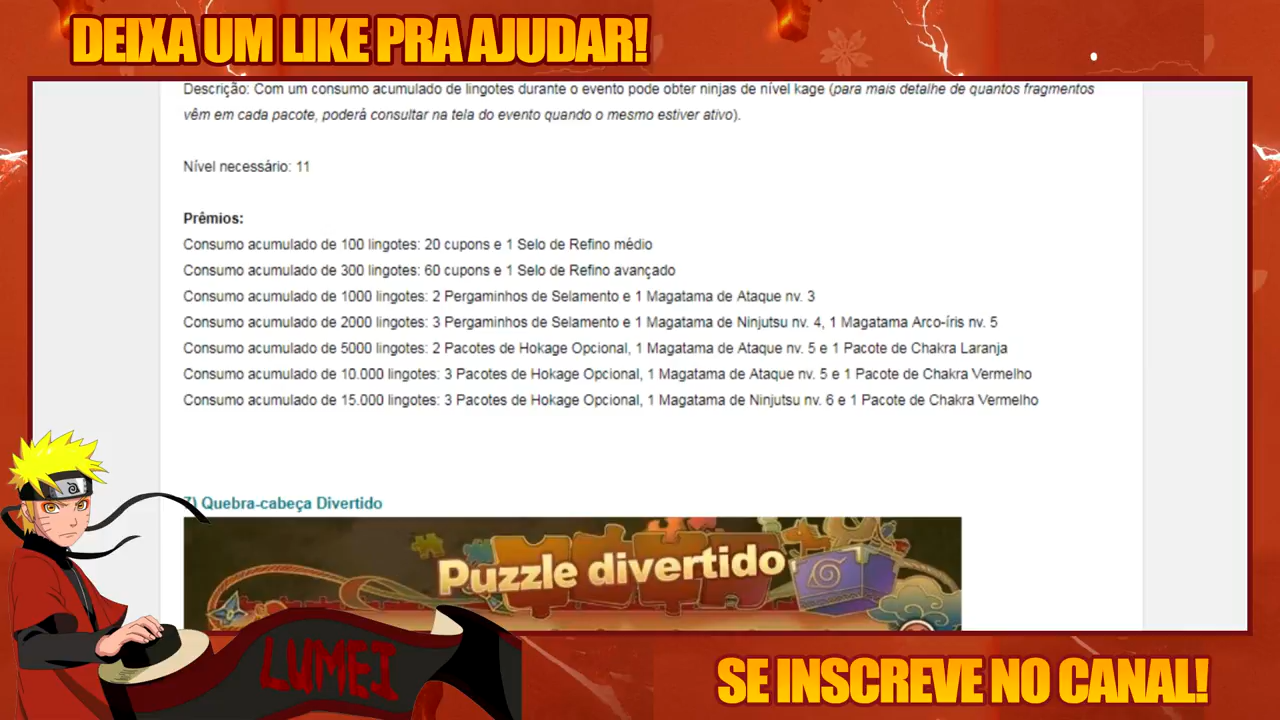 DEIXA UM LIKE PRA AJUDAR!
Descrição: Com um consumo acumulado de lingotes durante o evento pode obter ninjas de nível kage (para mais detalhe de quantos fragmentos
vêm em cada pacote, poderá consultar na tela do evento quando o mesmo estiver ativo).
Nível necessário: 11
Prêmios:
Consumo acumulado de 100 lingotes: 20 cupons e 1 Selo de Refino médio
Consumo acumulado de 300 lingotes: 60 cupons e 1 Selo de Refino avançado
Consumo acumulado de 1000 lingotes: 2 Pergaminhos de Selamento e 1 Magatama de Ataque nv. 3
Consumo acumulado de 2000 lingotes: 3 Pergaminhos de Selamento e 1 Magatama de Ninjutsu nv. 4, 1 Magatama Arco-íris nv. 5
Consumo acumulado de 5000 lingotes: 2 Pacotes de Hokage Opcional, 1 Magatama de Ataque nv. 5 e 1 Pacote de Chakra Laranja
Consumo acumulado de 10.000 lingotes: 3 Pacotes de Hokage Opcional, 1 Magatama de Ataque nv. 5 e 1 Pacote de Chakra Vermelho
Consumo acumulado de 15.000 lingotes: 3 Pacotes de Hokage Opcional, 1 Magatama de Ninjutsu nv. 6 e 1 Pacote de Chakra Vermelho
) Quebra-cabeça Divertido
Puzzle divertido
LUMEI
SE INSCREVE NO CANAL!